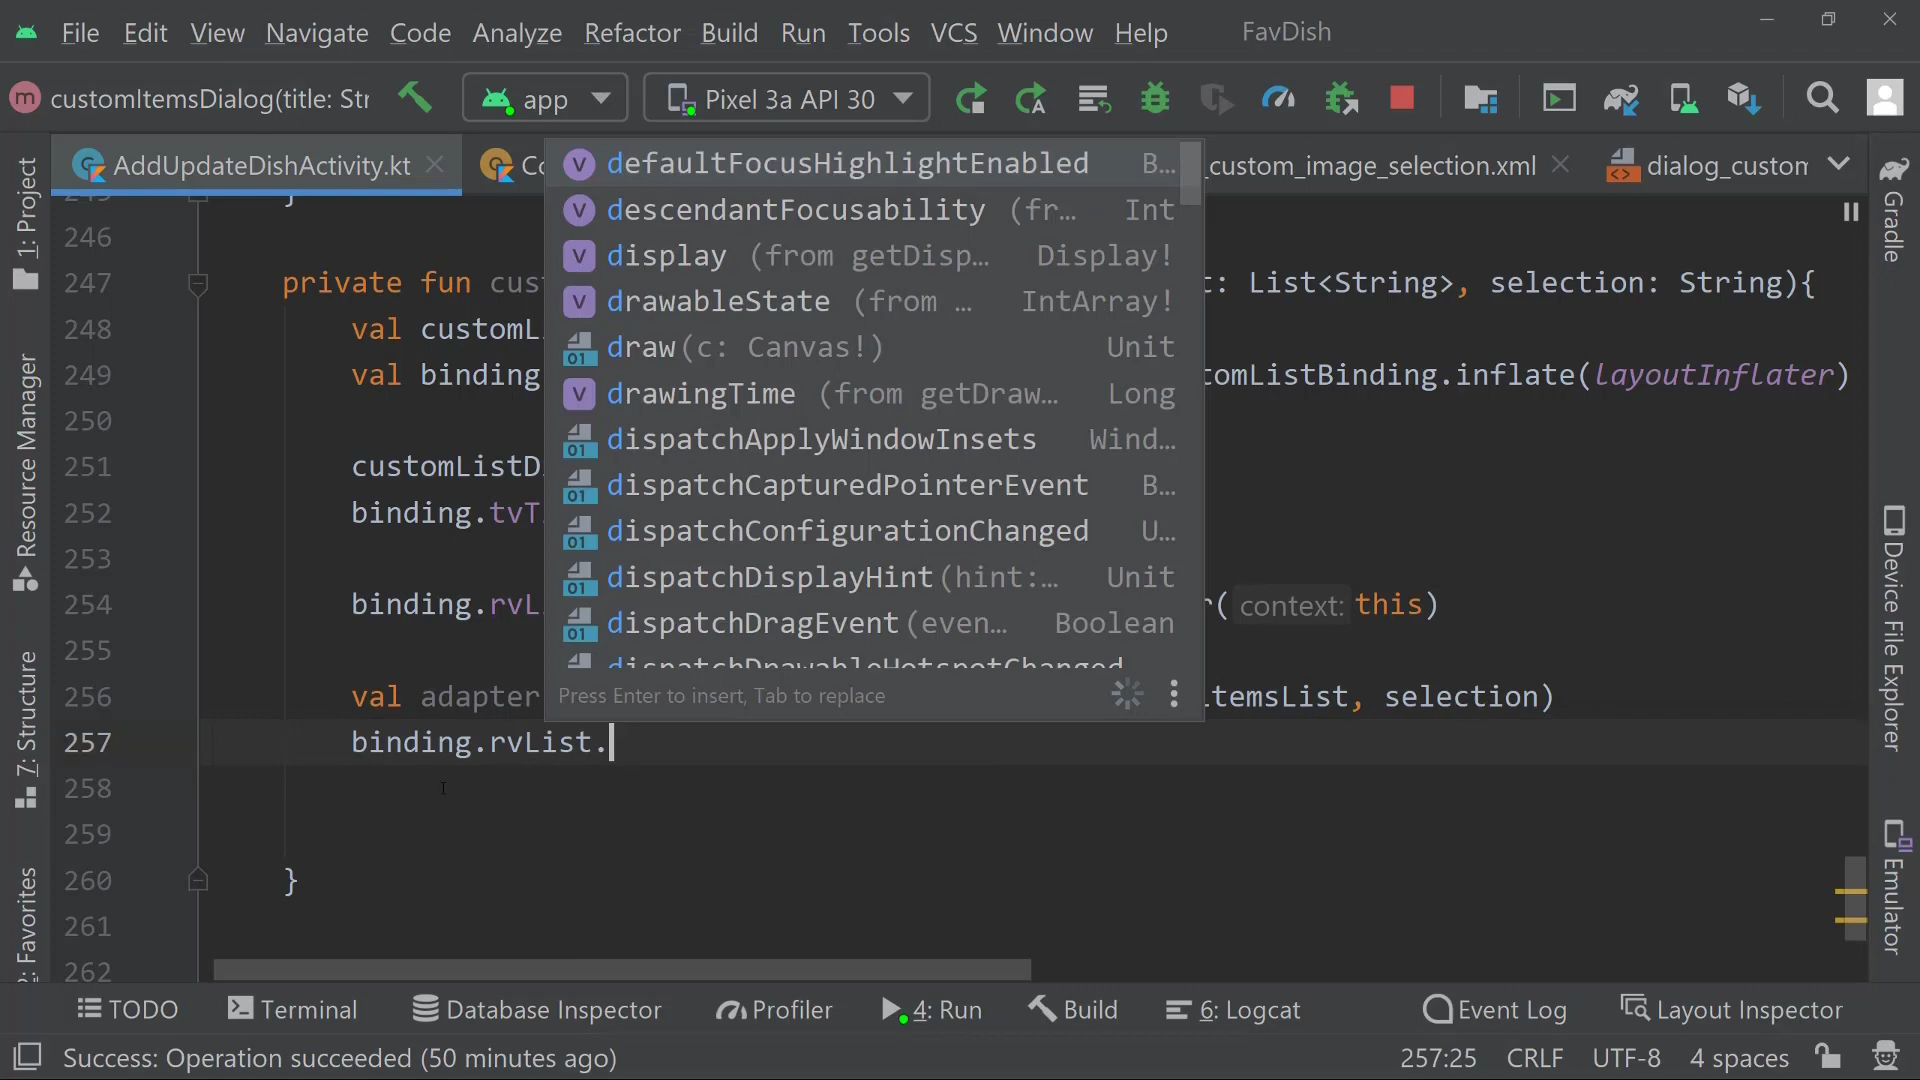 File Edit View Navigate Code Analyze Refactor Build Run Tools VCS Window Help FavDish
customItemsDialog(title: Str app Pixel 3a API 30
AddUpdateDishActivity.kt Co _custom_image_selection.xml dialog_custom
246
247 private fun cus t: List<String>, selection: String){
248 val customL
249 val binding tomListBinding.inflate(layoutInflater)
250
251 customListD
252 binding.tvT
253
254 binding.rvL r( context: this)
255
256 val adapter temsList, selection)
257 binding.rvList.
258
259
260 }
261
262
defaultFocusHighlightEnabled B…
descendantFocusability (fr… Int
display (from getDisp… Display!
drawableState (from … IntArray!
draw(c: Canvas!) Unit
drawingTime (from getDraw… Long
dispatchApplyWindowInsets Wind…
dispatchCapturedPointerEvent B…
dispatchConfigurationChanged U…
dispatchDisplayHint(hint:… Unit
dispatchDragEvent(even… Boolean
dispatchDrawableHotspotChanged
Press Enter to insert, Tab to replace
1: Project
Resource Manager
7: Structure
2: Favorites
Gradle
Device File Explorer
Emulator
TODO Terminal Database Inspector Profiler 4: Run Build 6: Logcat Event Log Layout Inspector
Success: Operation succeeded (50 minutes ago) 257:25 CRLF UTF-8 4 spaces